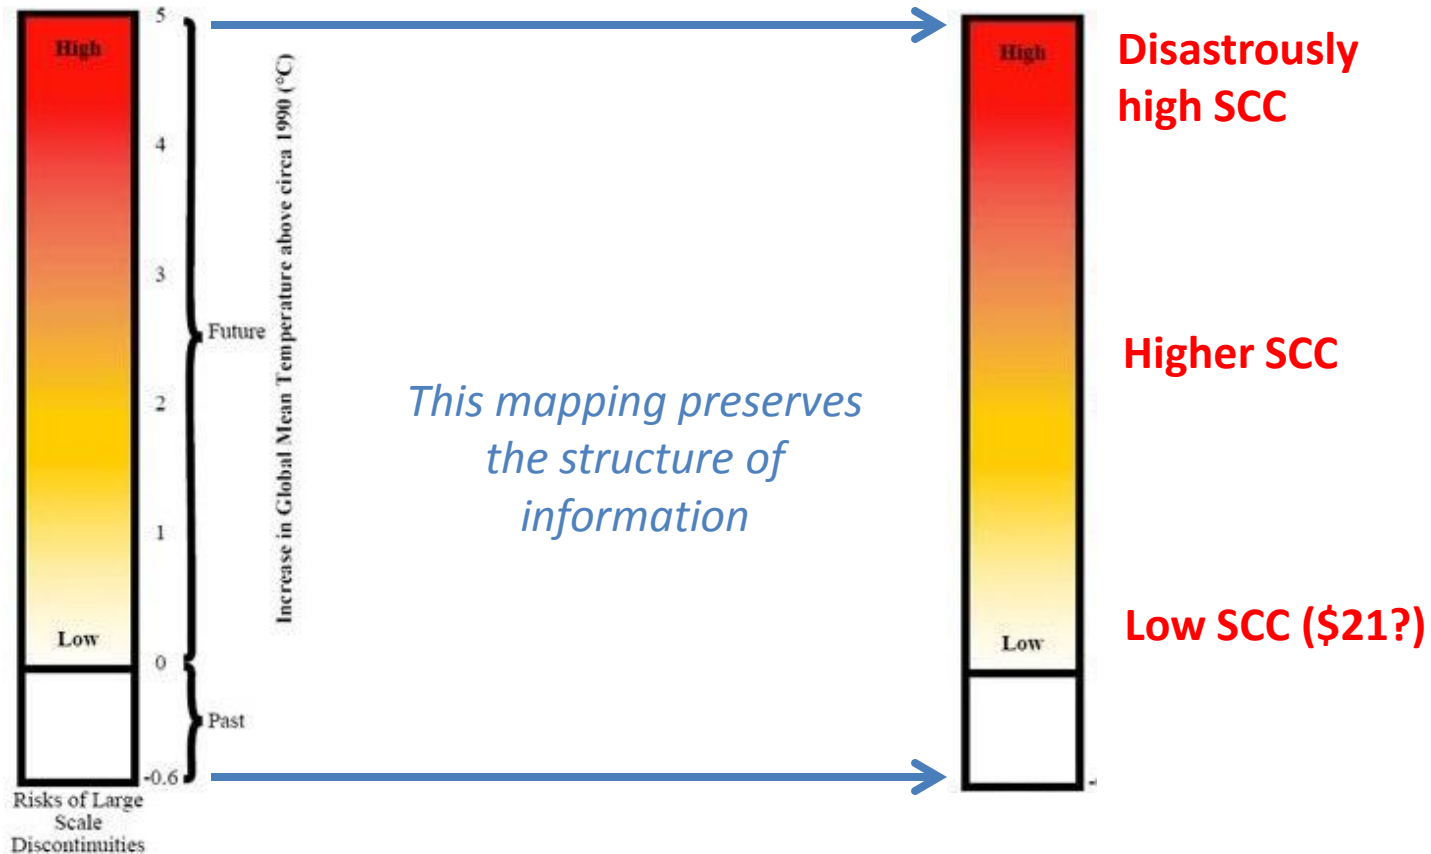 5
High
4
3
2
1
Low
0
-0.6
Future
Past
Increase in Global Mean Temperature above circa 1990 (°C)
Risks of Large
Scale
Discontinuities
This mapping preserves
the structure of
information
High
Low
Disastrously
high SCC
Higher SCC
Low SCC ($21?)